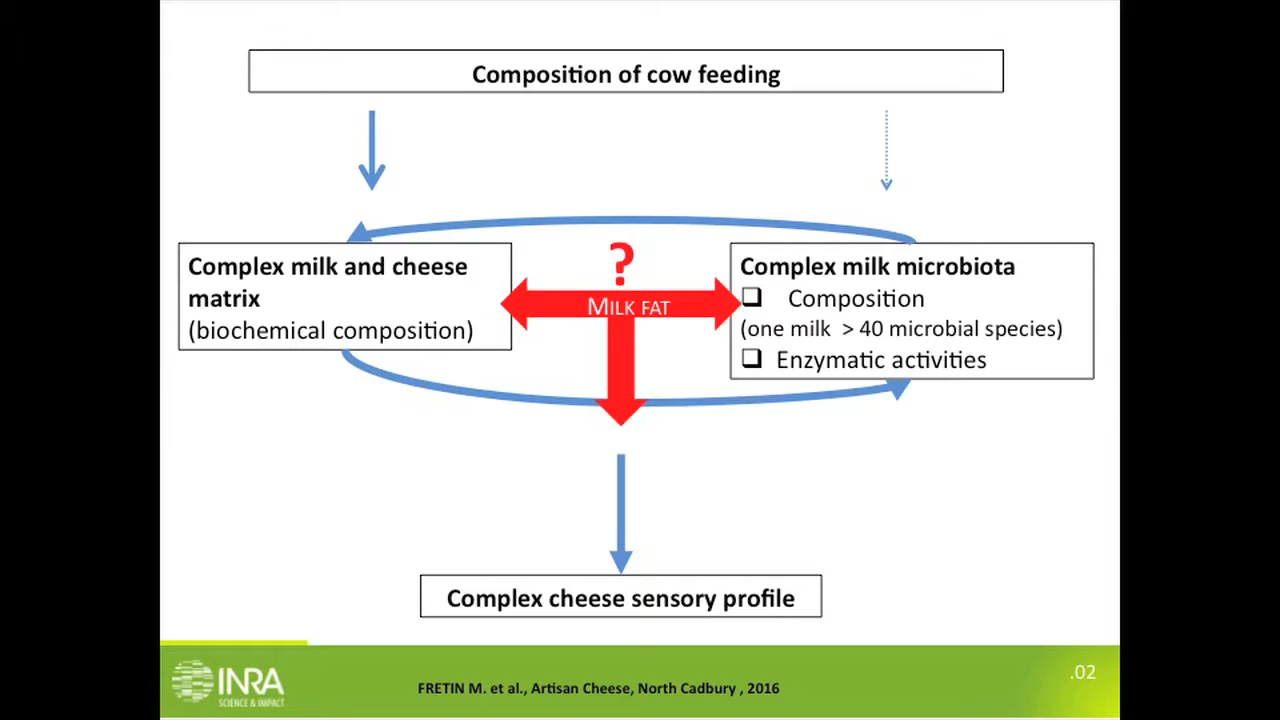 Composition of cow feeding
Complex milk and cheese
matrix
(biochemical composition)
?
MILK FAT
Complex milk microbiota
❑ Composition
(one milk > 40 microbial species)
❑ Enzymatic activities
Complex cheese sensory profile
INRA
SCIENCE & IMPACT
FRETIN M. et al., Artisan Cheese, North Cadbury , 2016
.02